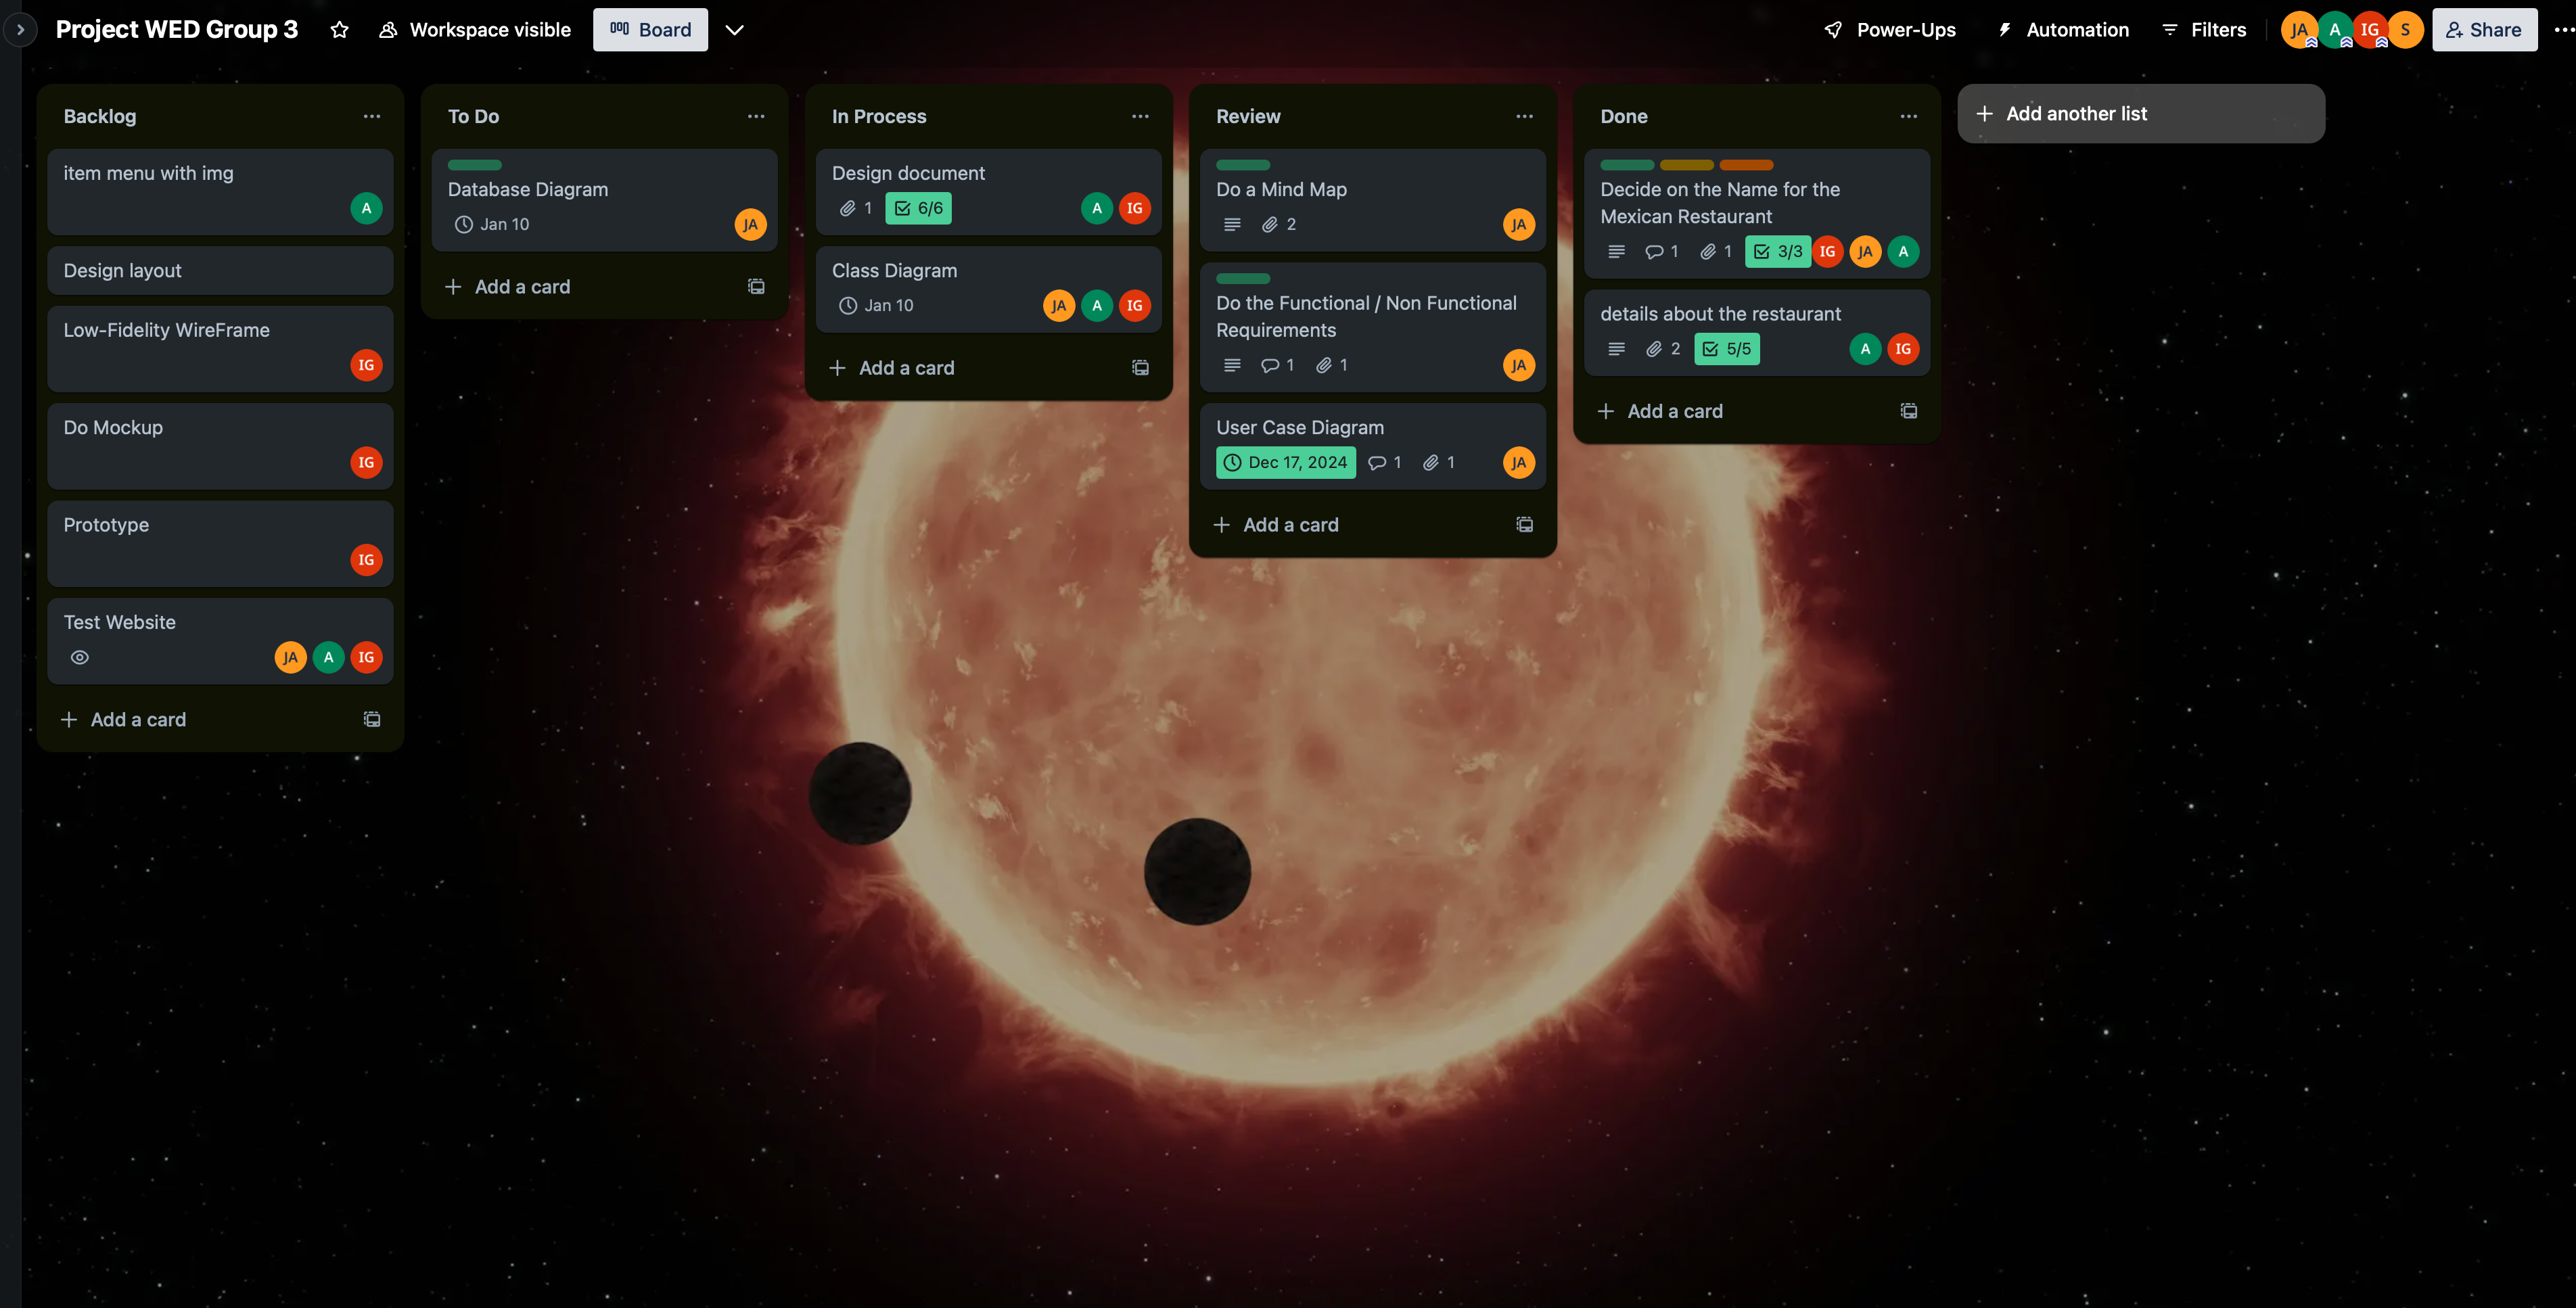 Project WED Group 3
Workspace visible
Board
Power-Ups
Automation
Filters
JA
A
IG
S
Share
Backlog
item menu with img
A
Design layout
Low-Fidelity WireFrame
IG
Do Mockup
IG
Prototype
IG
Test Website
JA A IG
Add a card
To Do
Database Diagram
Jan 10 JA
Add a card
In Process
Design document
1 6/6 A IG
Class Diagram
Jan 10 JA A IG
Add a card
Review
Do a Mind Map
2 JA
Do the Functional / Non Functional
Requirements
1 1 JA
User Case Diagram
Dec 17, 2024 1 1 JA
Add a card
Done
Decide on the Name for the
Mexican Restaurant
1 1 3/3 IG JA A
details about the restaurant
2 5/5 A IG
Add a card
Add another list